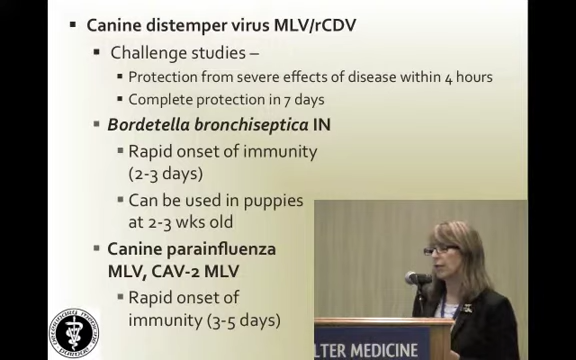 Canine distemper virus MLV/rCDV
Challenge studies –
Protection from severe effects of disease within 4 hours
Complete protection in 7 days
Bordetella bronchiseptica IN
Rapid onset of immunity
(2-3 days)
Can be used in puppies
at 2-3 wks old
Canine parainfluenza
MLV, CAV-2 MLV
Rapid onset of
immunity (3-5 days)
LTER MEDICINE